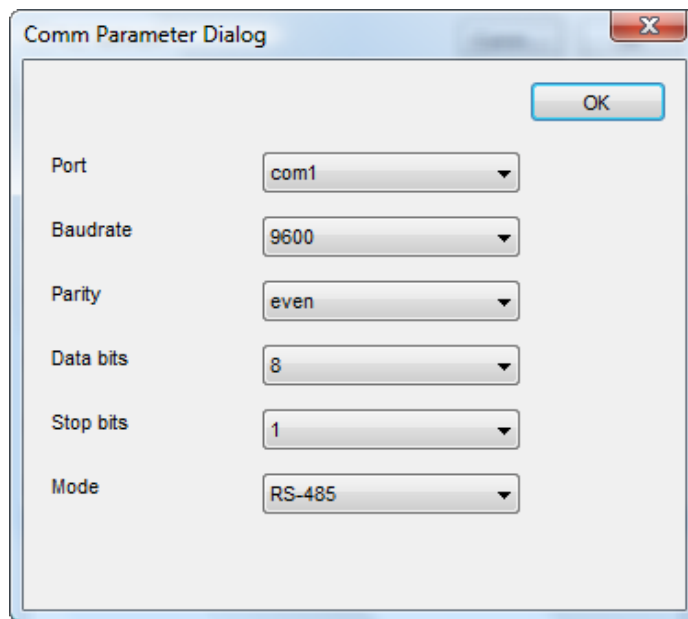 Comm Parameter Dialog
OK
Port
com1
Baudrate
9600
Parity
even
Data bits
8
Stop bits
1
Mode
RS-485